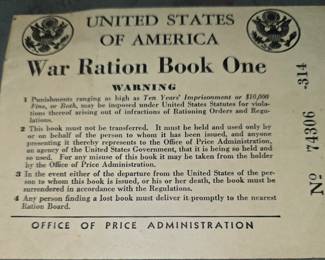 UNITED STATES
OF AMERICA
War Ration Book One
WARNING
1 Punishments ranging as high as Ten Years' Imprisonment or $10,000
Fine, or Both, may be imposed under United States Statutes for viola-
tions thereof arising out of infractions of Rationing Orders and Regu-
lations.
2 This book must not be transferred. It must be held and used only by
or on behalf of the person to whom it has been issued, and anyone
presenting it thereby represents to the Office of Price Administration,
an agency of the United States Government, that it is being so held and
so used. For any misuse of this book it may be taken from the holder
by the Office of Price Administration.
3 In the event either of the departure from the United States of the per-
son to whom this book is issued, or his or her death, the book must be
surrendered in accordance with the Regulations.
4 Any person finding a lost book must deliver it promptly to the nearest
Ration Board.
OFFICE OF PRICE ADMINISTRATION
No 74306 -314